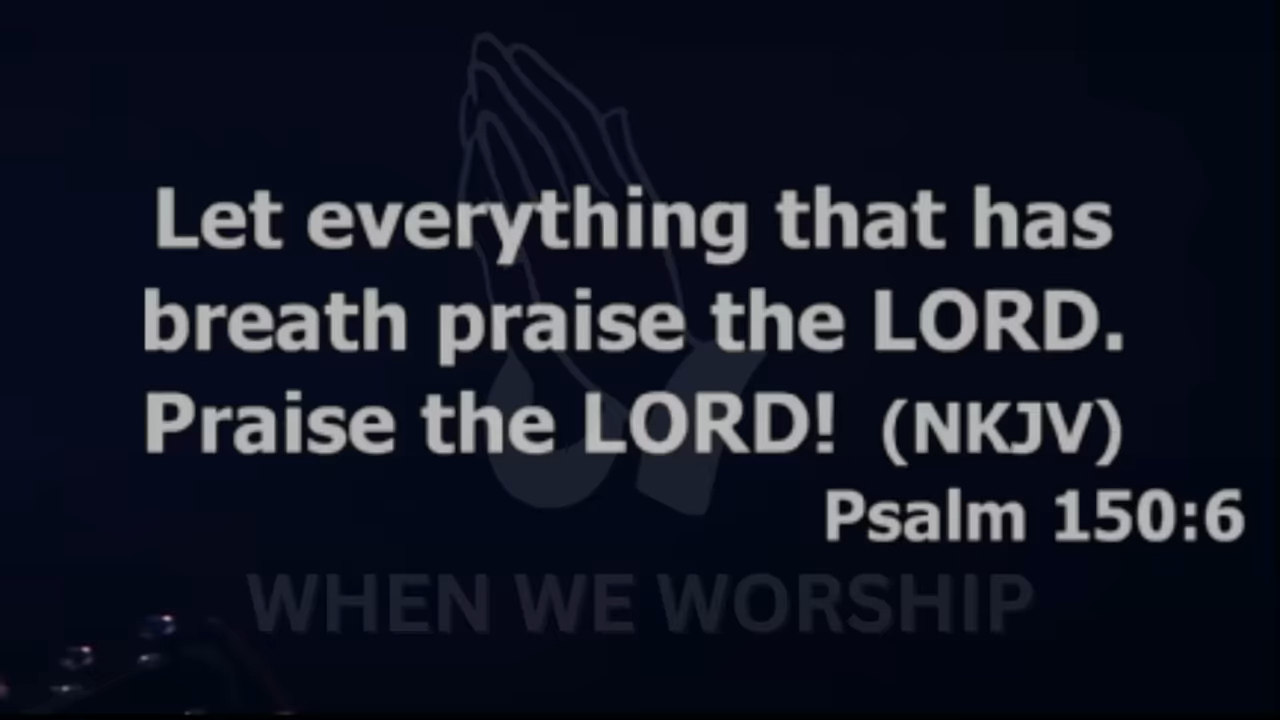 Let everything that has
breath praise the LORD.
Praise the LORD! (NKJV)
Psalm 150:6
WHEN WE WORSHIP